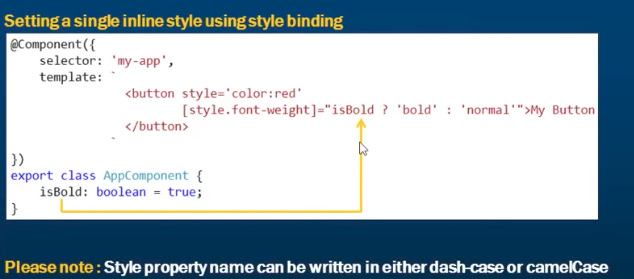 Setting a single inline style using style binding
@Component({
    selector: 'my-app',
    template: `
                <button style='color:red'
                        [style.font-weight]="isBold ? 'bold' : 'normal'">My Button
                </button>
              `
})
export class AppComponent {
    isBold: boolean = true;
}
Please note : Style property name can be written in either dash-case or camelCase